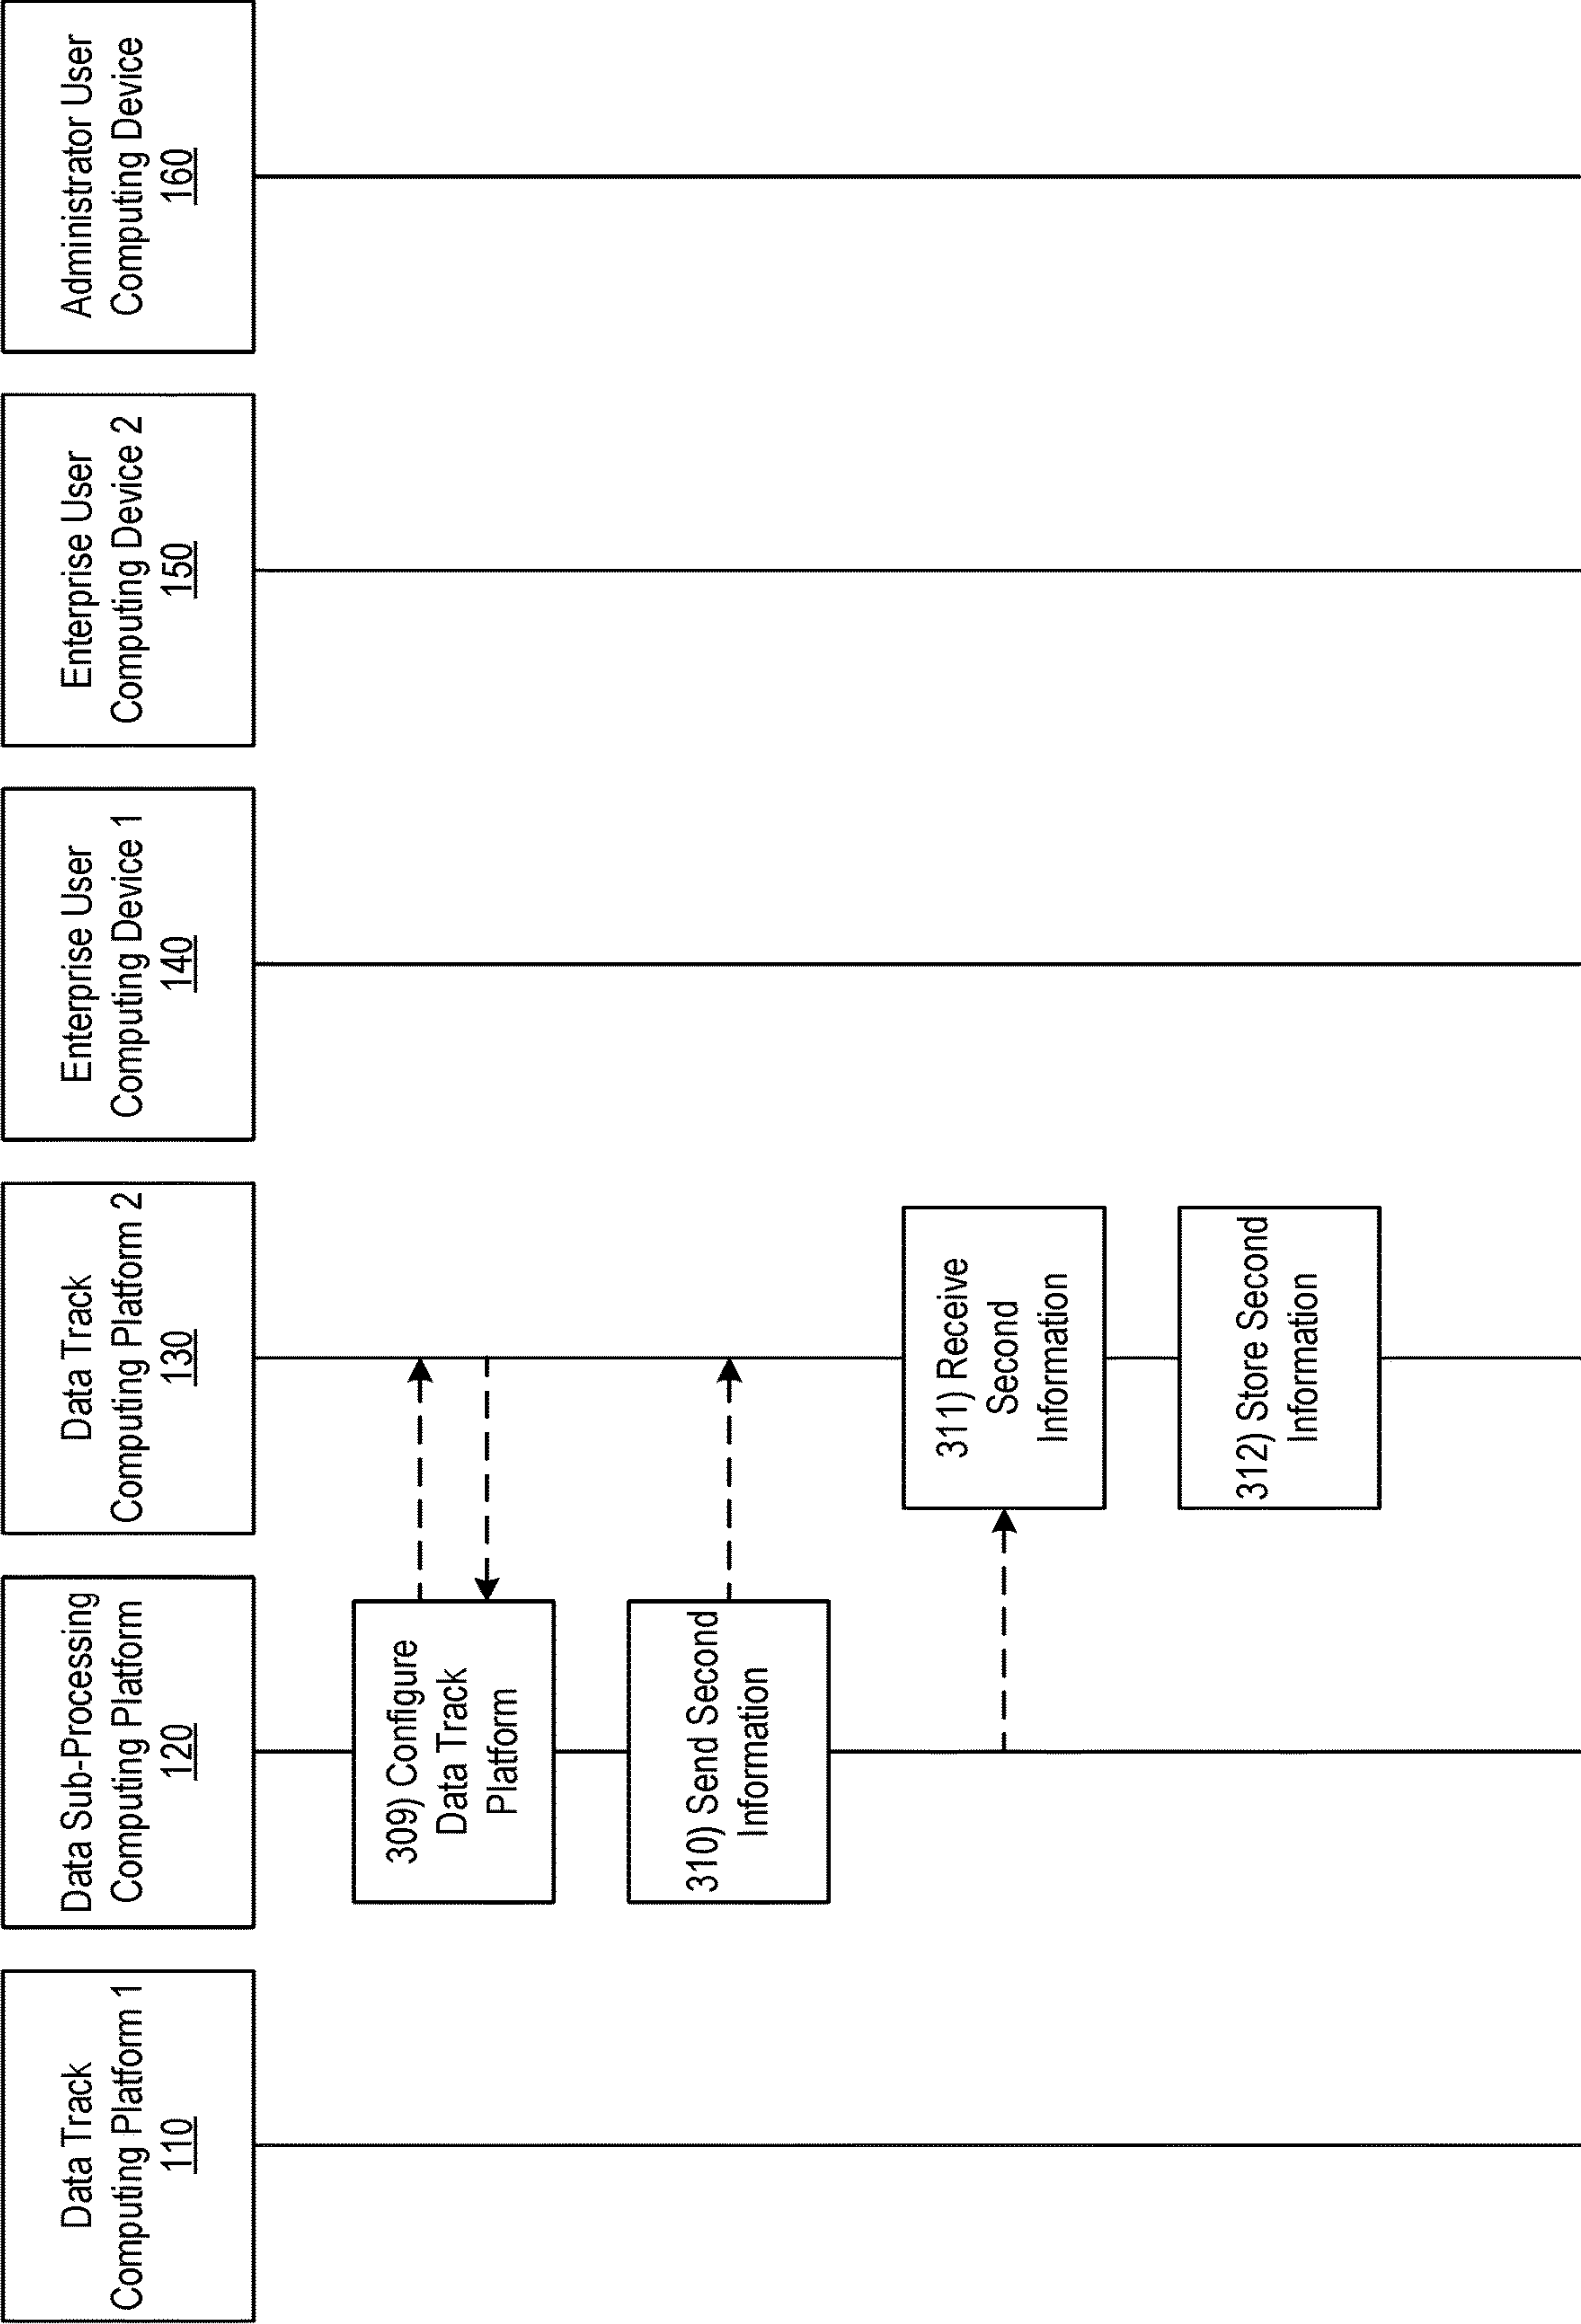 Data Track
Computing Platform 1
110
Data Sub-Processing
Computing Platform
120
Data Track
Computing Platform 2
130
Enterprise User
Computing Device 1
140
Enterprise User
Computing Device 2
150
Administrator User
Computing Device
160
309) Configure
Data Track
Platform
310) Send Second
Information
311) Receive
Second
Information
312) Store Second
Information